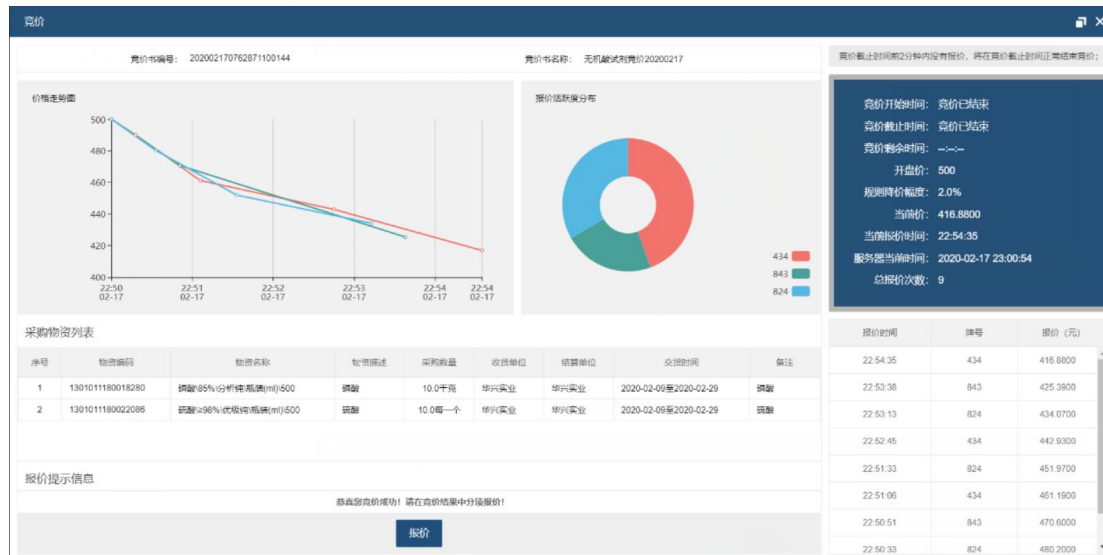 竞价
竞价书编号: 202002170762871100144
竞价书名称: 无机酸试剂竞价20200217
竞价截止时间前2分钟内没有报价，将在竞价截止时间正常结束竞价;
价格走势图
500
480
460
440
420
400
22:50 22:51 22:52 22:53 22:54 22:54
02-17 02-17 02-17 02-17 02-17 02-17
报价活跃度分布
434
843
824
竞价开始时间: 竞价已结束
竞价截止时间: 竞价已结束
竞价剩余时间: --:--:--
开盘价: 500
规则降价幅度: 2.0%
当前价: 416.8800
当前报价时间: 22:54:35
服务器当前时间: 2020-02-17 23:00:54
总报价次数: 9
采购物资列表
序号 物资编码 物资名称 物资描述 采购数量 收货单位 结算单位 交货时间 备注
1 1301011180018280 磷酸\85%\分析纯\瓶装(ml)\500 磷酸 10.0千克 华兴实业 华兴实业 2020-02-09至2020-02-29 磷酸
2 1301011180022086 硫酸\≥98%\优级纯\瓶装(ml)\500 硫酸 10.0每一个 华兴实业 华兴实业 2020-02-09至2020-02-29 硫酸
报价时间 牌号 报价 (元)
22:54:35 434 416.8800
22:53:38 843 425.3900
22:53:13 824 434.0700
22:52:45 434 442.9300
22:51:33 824 451.9700
22:51:06 434 461.1900
22:50:51 843 470.6000
22:50:33 824 480.2000
报价提示信息
恭喜您竞价成功! 请在竞价结果中分项报价!
报价